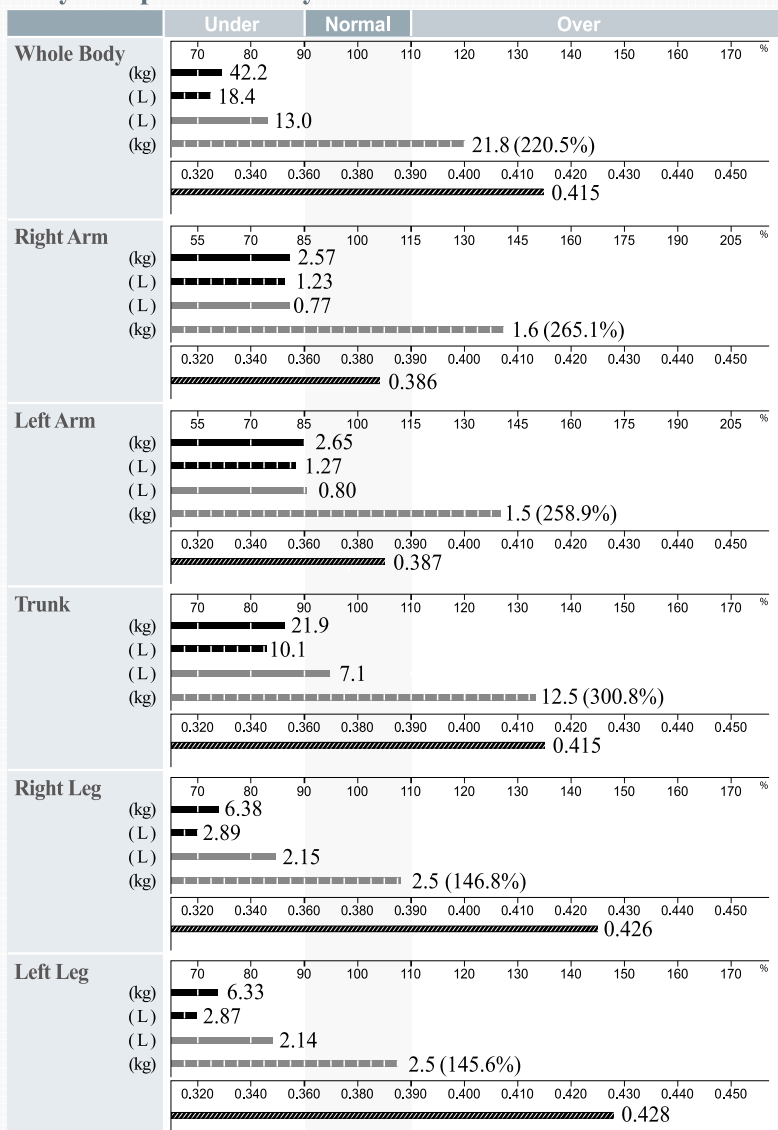 Under Normal Over
Whole Body
70 80 90 100 110 120 130 140 150 160 170 %
(kg) 42.2
(L) 18.4
(L) 13.0
(kg) 21.8 (220.5%)
0.320 0.340 0.360 0.380 0.390 0.400 0.410 0.420 0.430 0.440 0.450
0.415
Right Arm
55 70 85 100 115 130 145 160 175 190 205 %
(kg) 2.57
(L) 1.23
(L) 0.77
(kg) 1.6 (265.1%)
0.320 0.340 0.360 0.380 0.390 0.400 0.410 0.420 0.430 0.440 0.450
0.386
Left Arm
55 70 85 100 115 130 145 160 175 190 205 %
(kg) 2.65
(L) 1.27
(L) 0.80
(kg) 1.5 (258.9%)
0.320 0.340 0.360 0.380 0.390 0.400 0.410 0.420 0.430 0.440 0.450
0.387
Trunk
70 80 90 100 110 120 130 140 150 160 170 %
(kg) 21.9
(L) 10.1
(L) 7.1
(kg) 12.5 (300.8%)
0.320 0.340 0.360 0.380 0.390 0.400 0.410 0.420 0.430 0.440 0.450
0.415
Right Leg
70 80 90 100 110 120 130 140 150 160 170 %
(kg) 6.38
(L) 2.89
(L) 2.15
(kg) 2.5 (146.8%)
0.320 0.340 0.360 0.380 0.390 0.400 0.410 0.420 0.430 0.440 0.450
0.426
Left Leg
70 80 90 100 110 120 130 140 150 160 170 %
(kg) 6.33
(L) 2.87
(L) 2.14
(kg) 2.5 (145.6%)
0.320 0.340 0.360 0.380 0.390 0.400 0.410 0.420 0.430 0.440 0.450
0.428